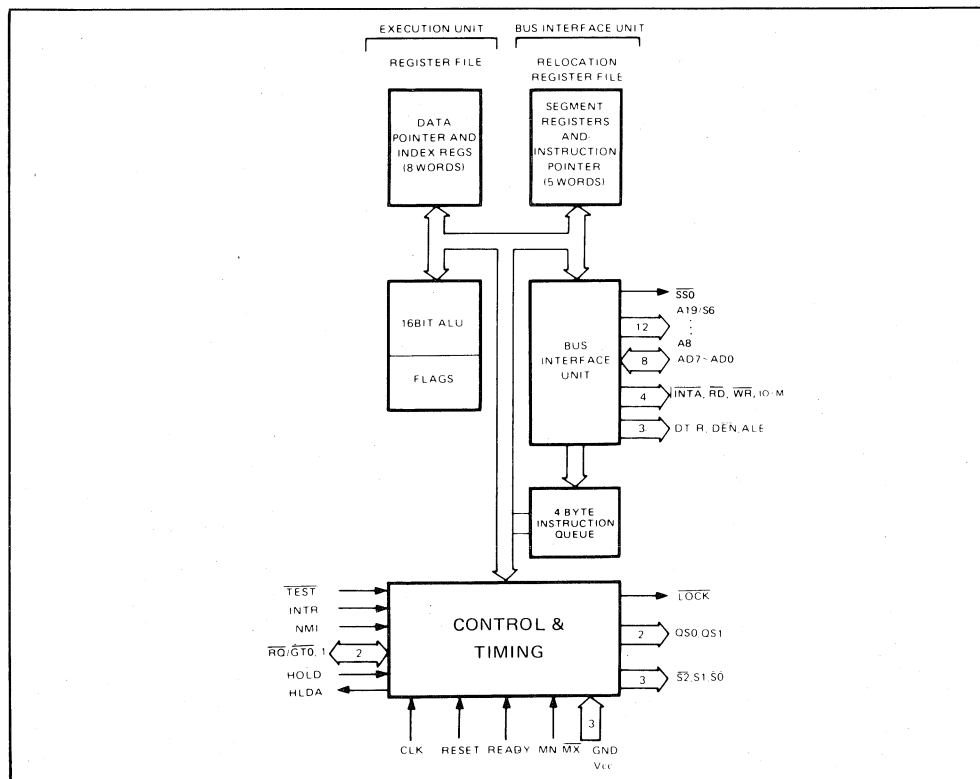 EXECUTION UNIT
BUS INTERFACE UNIT
REGISTER FILE
RELOCATION
REGISTER FILE
DATA
POINTER AND
INDEX REGS
(8 WORDS)
SEGMENT
REGISTERS
AND
INSTRUCTION
POINTER
(5 WORDS)
16BIT ALU
FLAGS
BUS
INTERFACE
UNIT
SS0
12
A19/S6
A8
8
AD7~AD0
4
INTA, RD, WR, IO·M
3
DT R, DEN, ALE
4 BYTE
INSTRUCTION
QUEUE
CONTROL &
TIMING
TEST
INTR
NMI
RQ/GT0, 1
2
HOLD
HLDA
LOCK
2
QS0, QS1
3
S2, S1, S0
CLK
RESET
READY
MN MX
3
GND
Vcc